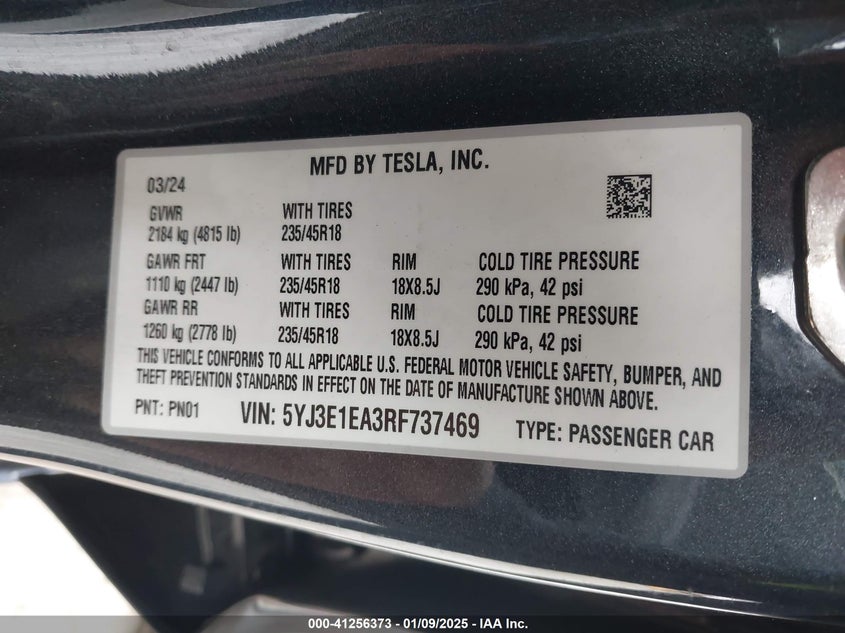 MFD BY TESLA, INC.
03/24
GVWR WITH TIRES
2184 kg (4815 lb) 235/45R18
GAWR FRT WITH TIRES RIM COLD TIRE PRESSURE
1110 kg (2447 lb) 235/45R18 18X8.5J 290 kPa, 42 psi
GAWR RR WITH TIRES RIM COLD TIRE PRESSURE
1260 kg (2778 lb) 235/45R18 18X8.5J 290 kPa, 42 psi
THIS VEHICLE CONFORMS TO ALL APPLICABLE U.S. FEDERAL MOTOR VEHICLE SAFETY, BUMPER, AND
THEFT PREVENTION STANDARDS IN EFFECT ON THE DATE OF MANUFACTURE SHOWN ABOVE.
PNT: PN01 VIN: 5YJ3E1EA3RF737469 TYPE: PASSENGER CAR
000-41256373 - 01/09/2025 - IAA Inc.